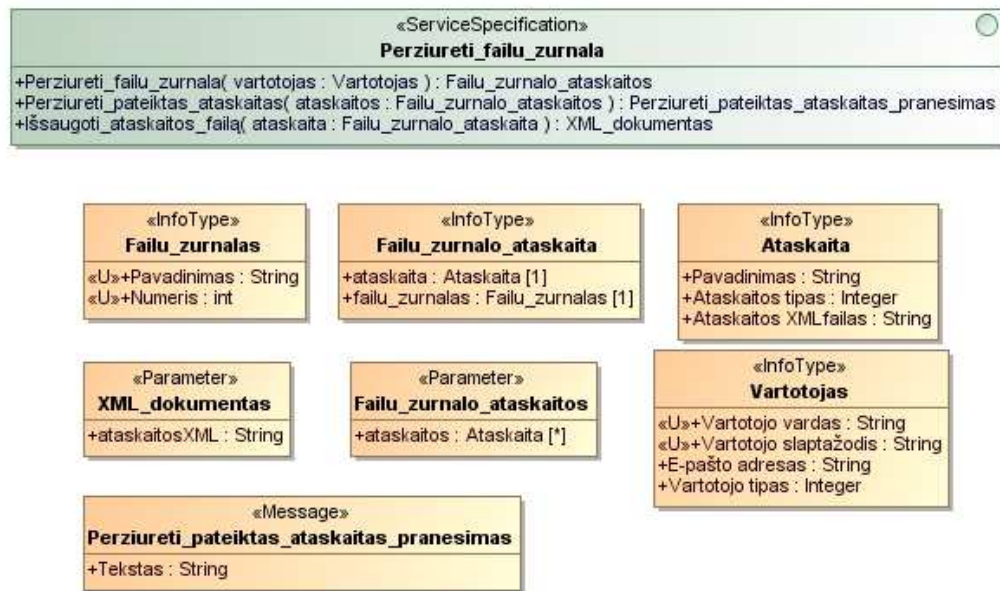 «ServiceSpecification»
Perziureti_failu_zurnala
+Perziureti_failu_zurnala( vartotojas : Vartotojas ) : Failu_zurnalo_ataskaitos
+Perziureti_pateiktas_ataskaitas( ataskaitos : Failu_zurnalo_ataskaitos ) : Perziureti_pateiktas_ataskaitas_pranesimas
+Išsaugoti_ataskaitos_failą( ataskaita : Failu_zurnalo_ataskaita ) : XML_dokumentas
«InfoType»
Failu_zurnalas
«U»+Pavadinimas : String
«U»+Numeris : int
«InfoType»
Failu_zurnalo_ataskaita
+ataskaita : Ataskaita [1]
+failu_zurnalas : Failu_zurnalas [1]
«InfoType»
Ataskaita
+Pavadinimas : String
+Ataskaitos tipas : Integer
+Ataskaitos XMLfailas : String
«Parameter»
XML_dokumentas
+ataskaitosXML : String
«Parameter»
Failu_zurnalo_ataskaitos
+ataskaitos : Ataskaita [*]
«InfoType»
Vartotojas
«U»+Vartotojo vardas : String
«U»+Vartotojo slaptažodis : String
+E-pašto adresas : String
+Vartotojo tipas : Integer
«Message»
Perziureti_pateiktas_ataskaitas_pranesimas
+Tekstas : String